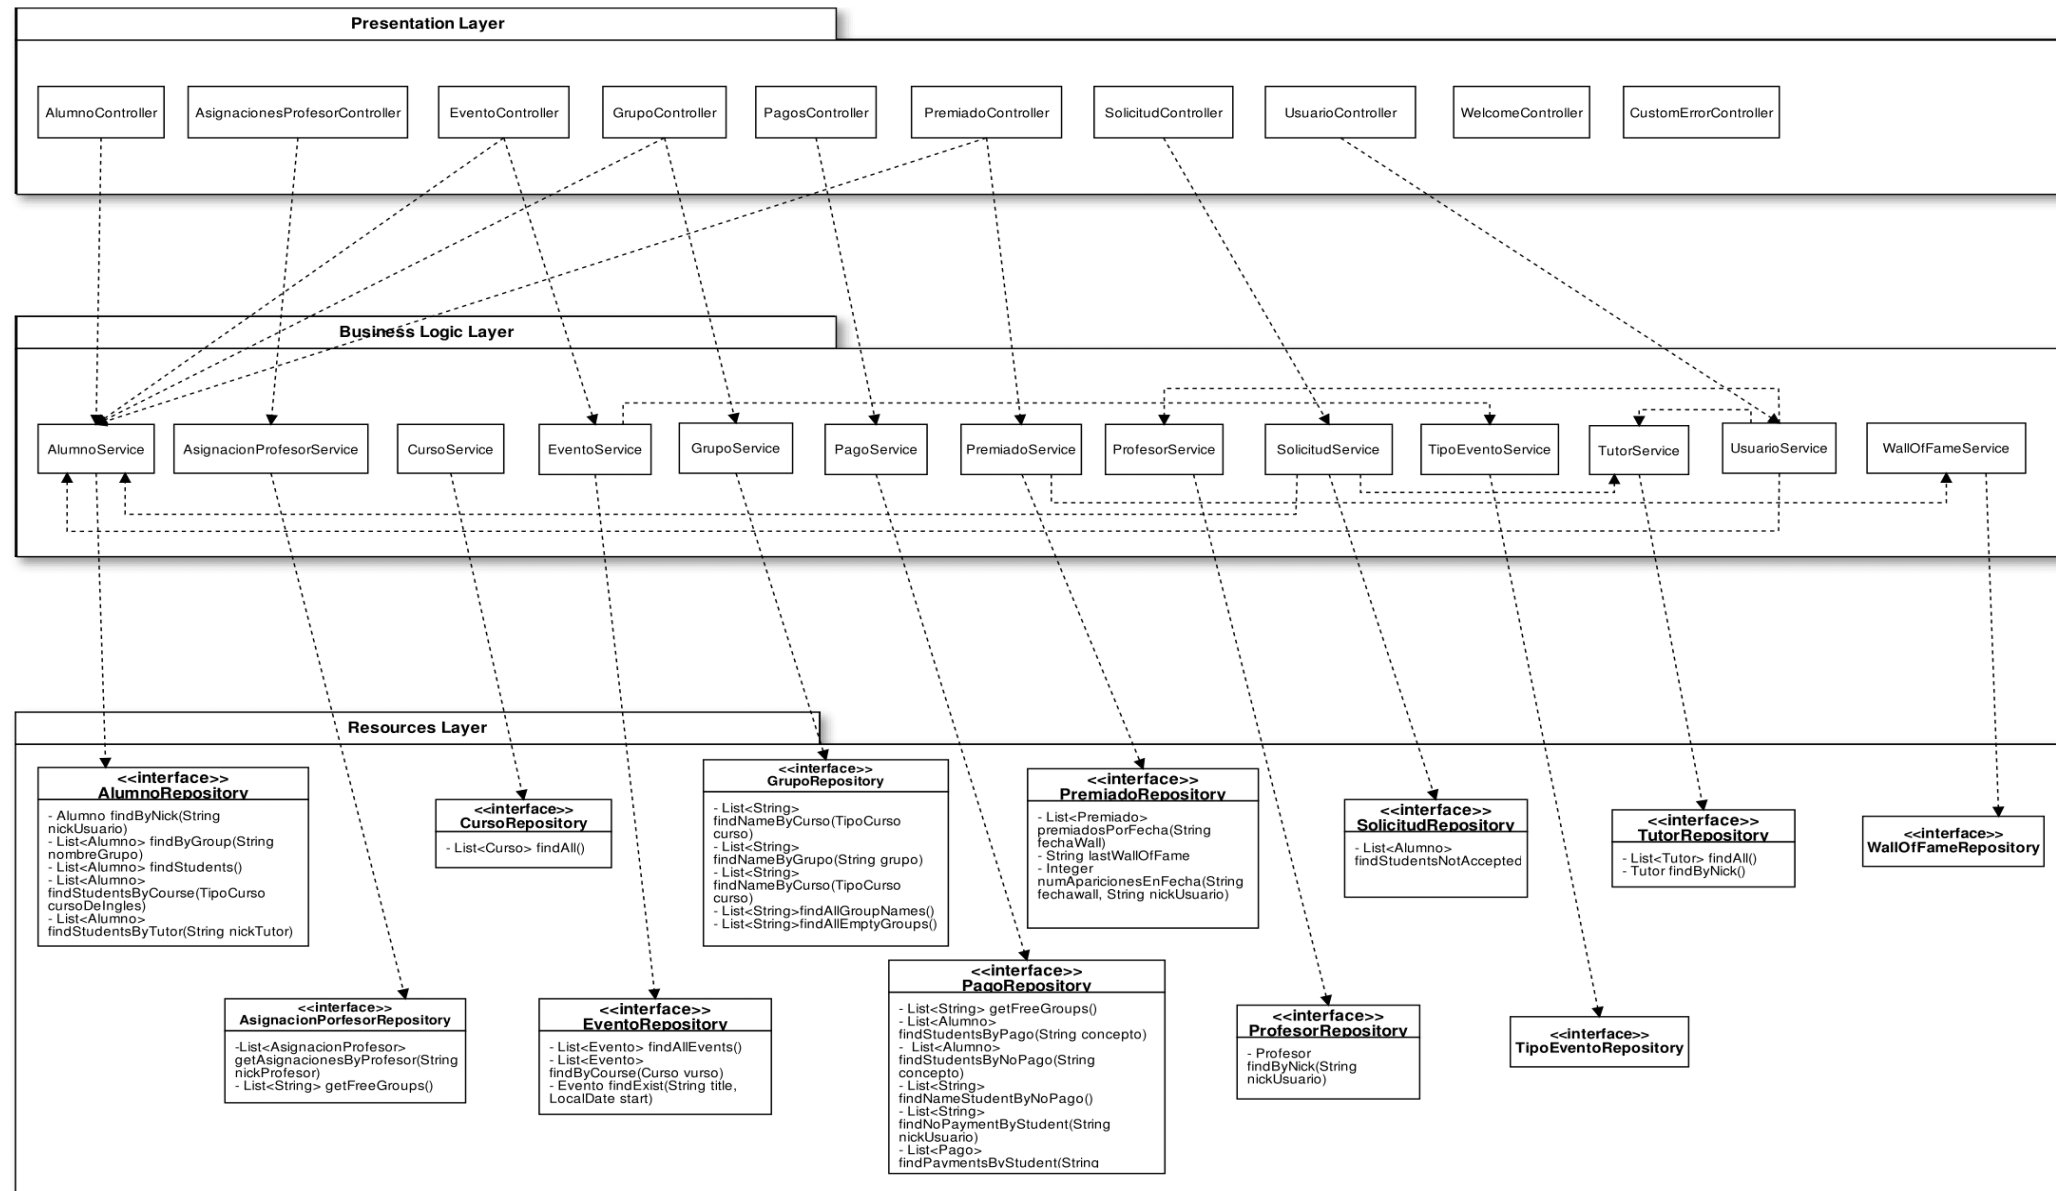 Presentation Layer
AlumnoController
AsignacionesProfesorController
EventoController
GrupoController
PagosController
PremiadoController
SolicitudController
UsuarioController
WelcomeController
CustomErrorController
Business Logic Layer
AlumnoService
AsignacionProfesorService
CursoService
EventoService
GrupoService
PagoService
PremiadoService
ProfesorService
SolicitudService
TipoEventoService
TutorService
UsuarioService
WallOfFameService
Resources Layer
<<interface>>
AlumnoRepository
- Alumno findByNick(String
nickUsuario)
- List<Alumno> findByGroup(String
nombreGrupo)
- List<Alumno> findStudents()
- List<Alumno>
findStudentsByCourse(TipoCurso
cursoDeIngles)
- List<Alumno>
findStudentsByTutor(String nickTutor)
<<interface>>
CursoRepository
- List<Curso> findAll()
<<interface>>
GrupoRepository
- List<String>
findNameByCurso(TipoCurso
curso)
- List<String>
findNameByGrupo(String grupo)
- List<String>
findNameByCurso(TipoCurso
curso)
- List<String>findAllGroupNames()
- List<String>findAllEmptyGroups()
<<interface>>
PremiadoRepository
- List<Premiado>
premiadosPorFecha(String
fechaWall)
- String lastWallOfFame
- Integer
numAparicionesEnFecha(String
fechawall, String nickUsuario)
<<interface>>
SolicitudRepository
- List<Alumno>
findStudentsNotAccepted
<<interface>>
TutorRepository
- List<Tutor> findAll()
- Tutor findByNick()
<<interface>>
WallOfFameRepository
<<interface>>
AsignacionPorfesorRepository
-List<AsignacionProfesor>
getAsignacionesByProfesor(String
nickProfesor)
- List<String> getFreeGroups()
<<interface>>
EventoRepository
- List<Evento> findAllEvents()
- List<Evento>
findByCourse(Curso vurso)
- Evento findExist(String title,
LocalDate start)
<<interface>>
PagoRepository
- List<String> getFreeGroups()
- List<Alumno>
findStudentsByPago(String concepto)
- List<Alumno>
findStudentsByNoPago(String
concepto)
- List<String>
findNameStudentByNoPago()
- List<String>
findNoPaymentByStudent(String
nickUsuario)
- List<Pago>
findPaymentsByStudent(String
<<interface>>
ProfesorRepository
- Profesor
findByNick(String
nickUsuario)
<<interface>>
TipoEventoRepository